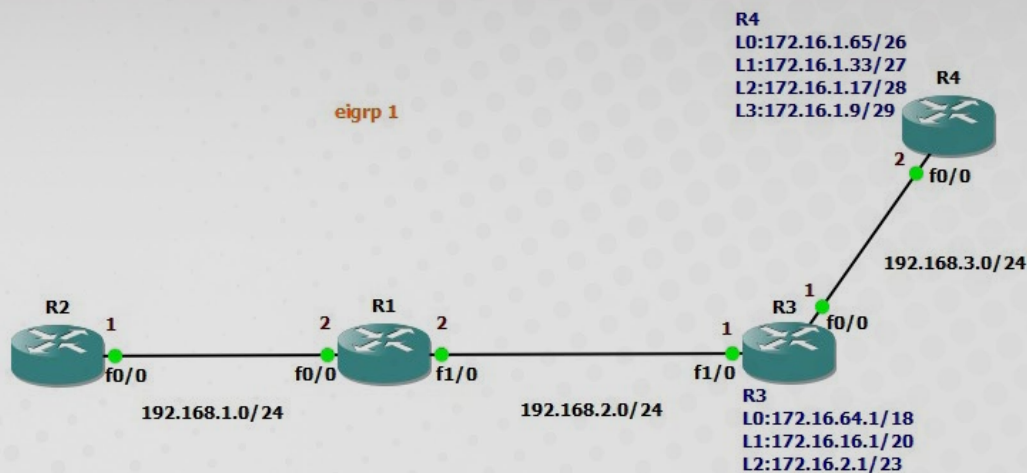 R4
L0:172.16.1.65/26
L1:172.16.1.33/27
L2:172.16.1.17/28
L3:172.16.1.9/29
R4
eigrp 1
2
f0/0
192.168.3.0/24
R2
1
f0/0
2
R1
2
f0/0
f1/0
1
R3
1
f0/0
f1/0
192.168.1.0/24
192.168.2.0/24
R3
L0:172.16.64.1/18
L1:172.16.16.1/20
L2:172.16.2.1/23